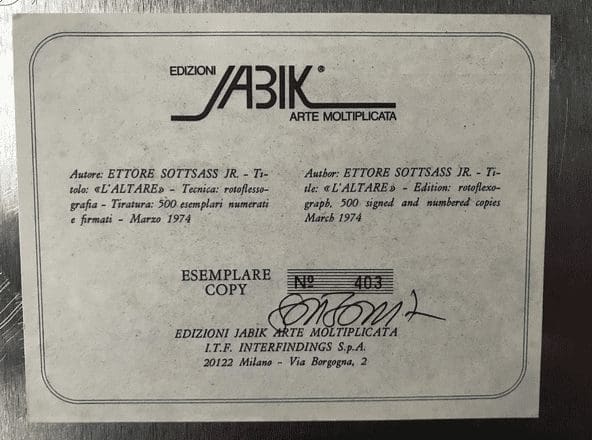 EDIZIONI
JABIK®
ARTE MOLTIPLICATA
Autore: ETTORE SOTTSASS JR. - Ti-
tolo: «L'ALTARE» - Tecnica: rotoflesso-
grafia - Tiratura: 500 esemplari numerati
e firmati - Marzo 1974
Author: ETTORE SOTTSASS JR. - Ti-
tle: «L'ALTARE» - Edition: rotoflexo-
graph, 500 signed and numbered copies
March 1974
ESEMPLARE
COPY
Nº 403
EDIZIONI JABIK ARTE MOLTIPLICATA
I.T.F. INTERFINDINGS S.p.A.
20122 Milano - Via Borgogna, 2